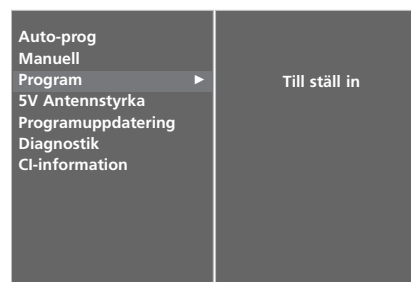 Auto-prog
Manuell
Program ►
5V Antennstyrka
Programuppdatering
Diagnostik
CI-information
Till ställ in